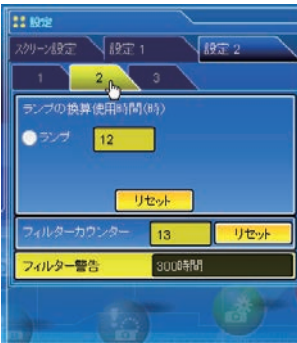 設定
スクリーン設定 設定 1 設定 2
1 2 3
ランプの換算使用時間(時)
ランプ 12
リセット
フィルターカウンター 13 リセット
フィルター警告 300時間